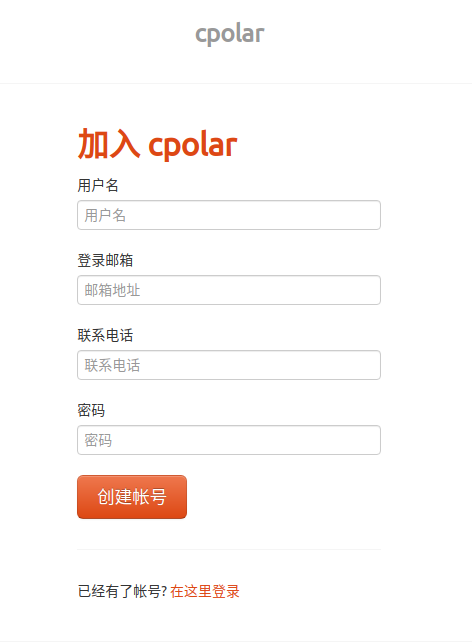 cpolar
加入 cpolar
用户名
用户名
登录邮箱
邮箱地址
联系电话
联系电话
密码
密码
创建帐号
已经有了帐号? 在这里登录